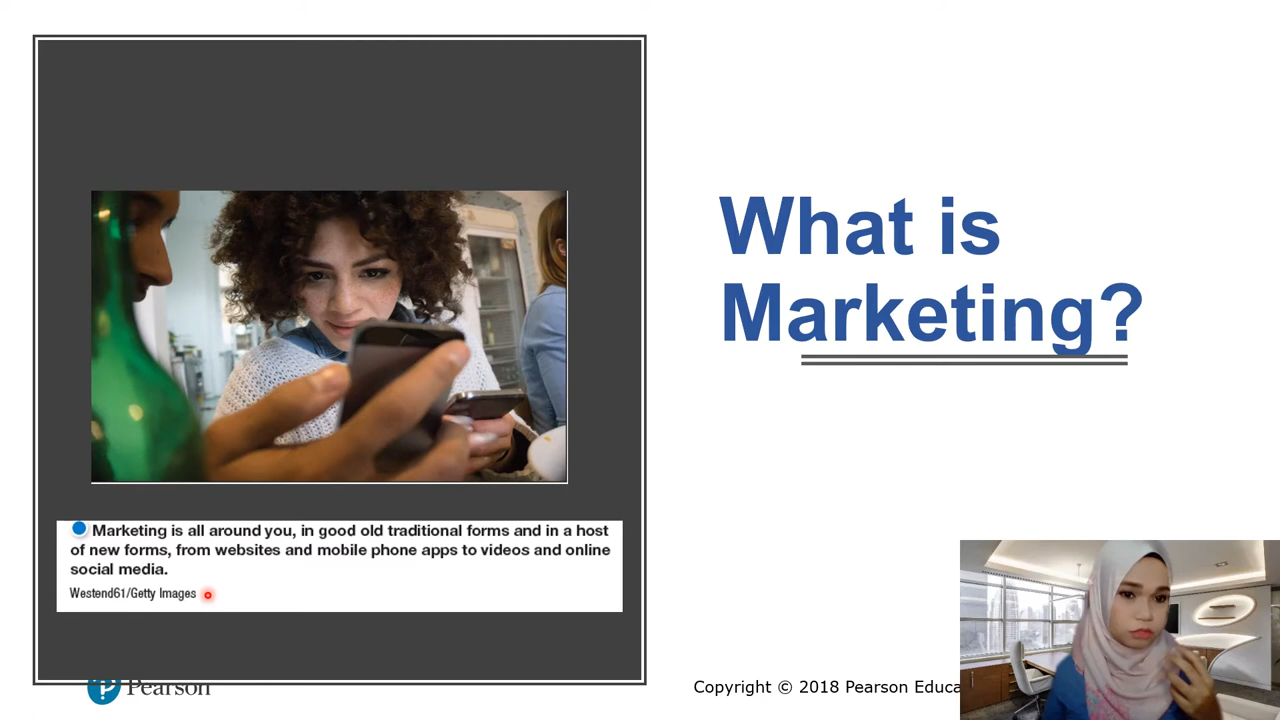 What is
Marketing?
Marketing is all around you, in good old traditional forms and in a host
of new forms, from websites and mobile phone apps to videos and online
social media.
Westend61/Getty Images
Pearson
Copyright © 2018 Pearson